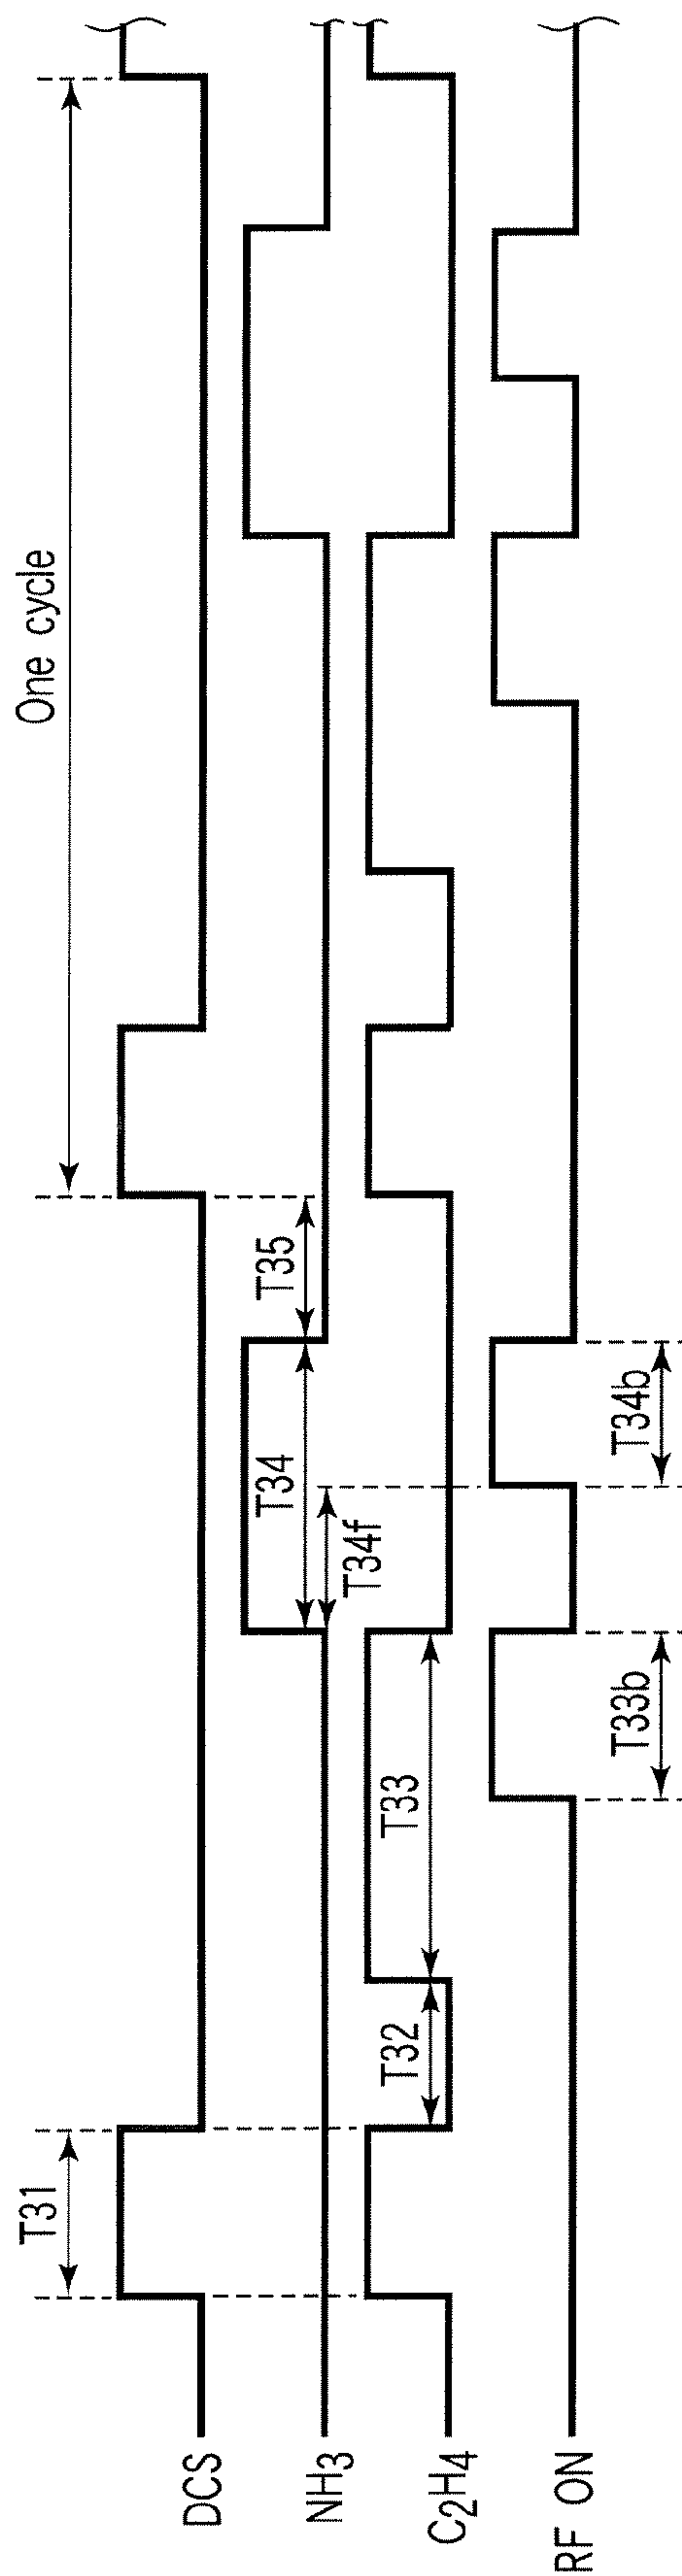 One cycle
T31
DCS
T34
T35
NH3
T34f
T32
T33
C2H4
RF ON
T33b
T34b